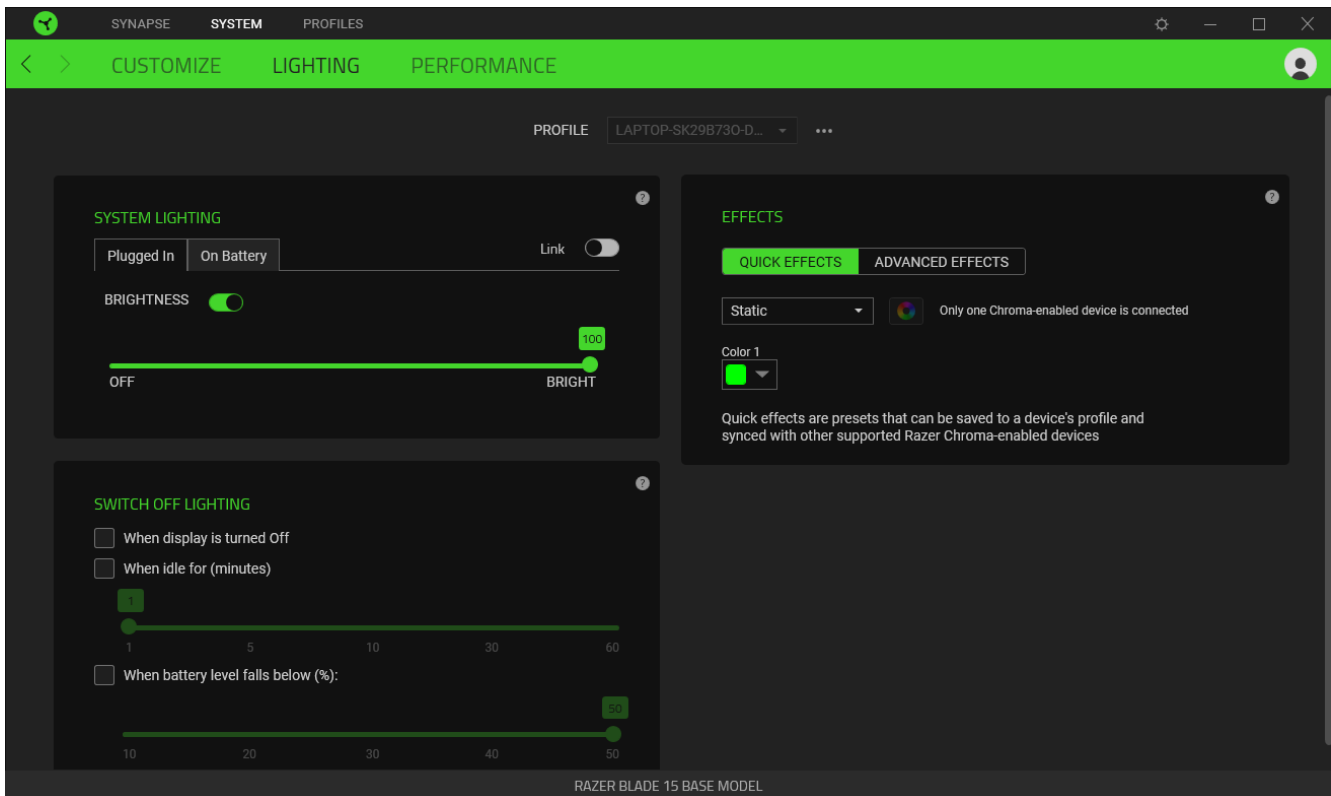 SYNAPSE SYSTEM PROFILES
CUSTOMIZE LIGHTING PERFORMANCE
PROFILE LAPTOP-SK29B73O-D... •••
SYSTEM LIGHTING
Plugged In On Battery Link
BRIGHTNESS
100
OFF BRIGHT
SWITCH OFF LIGHTING
When display is turned Off
When idle for (minutes)
1
1 5 10 30 60
When battery level falls below (%):
50
10 20 30 40 50
EFFECTS
QUICK EFFECTS ADVANCED EFFECTS
Static Only one Chroma-enabled device is connected
Color 1
Quick effects are presets that can be saved to a device's profile and
synced with other supported Razer Chroma-enabled devices
RAZER BLADE 15 BASE MODEL